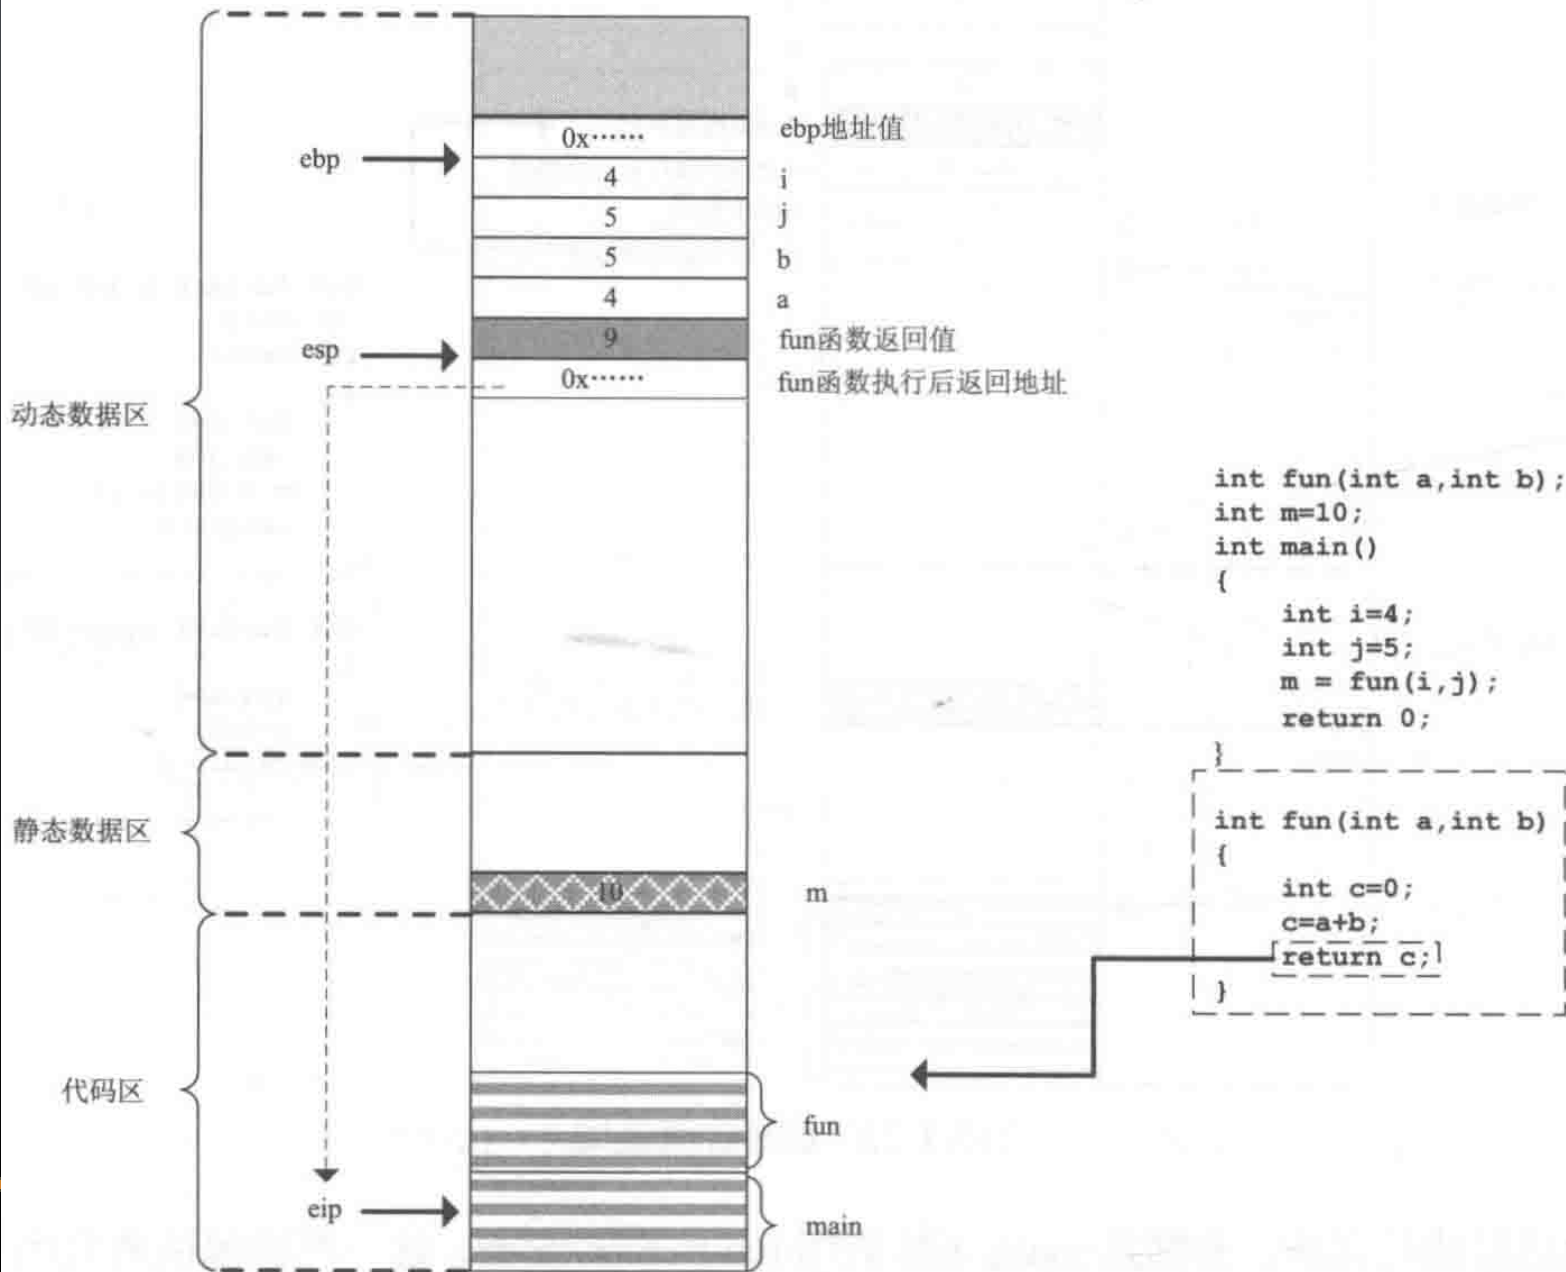 0x······
ebp地址值
ebp
4
i
5
j
5
b
4
a
9
fun函数返回值
esp
0x······
fun函数执行后返回地址
动态数据区
int fun(int a,int b);
int m=10;
int main()
{
int i=4;
int j=5;
m = fun(i,j);
return 0;
}
int fun(int a,int b)
{
int c=0;
c=a+b;
return c;
}
静态数据区
10
m
代码区
fun
eip
main